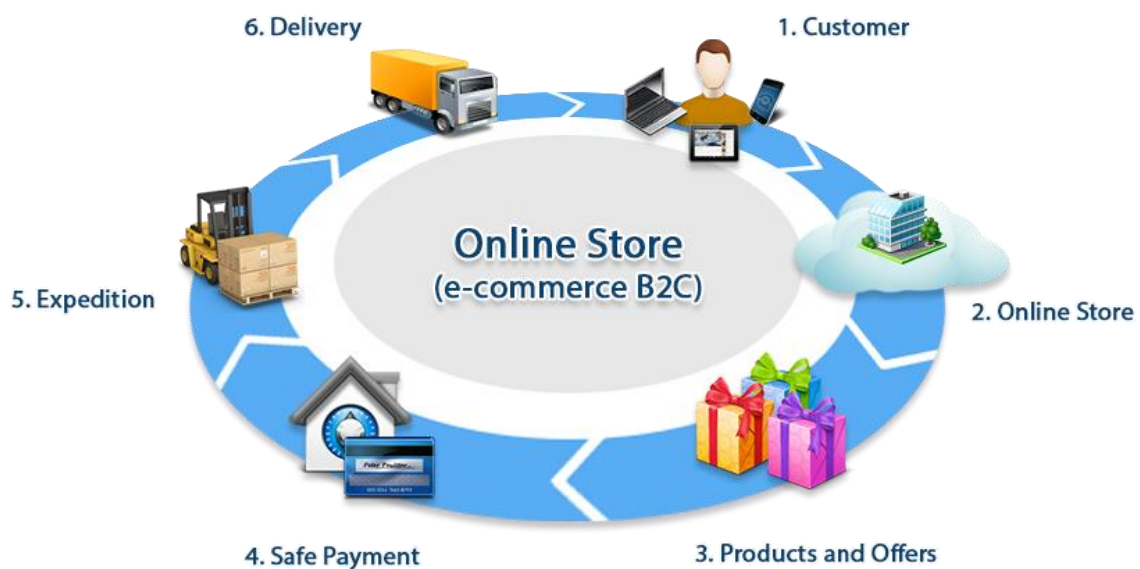 6. Delivery
1. Customer
Online Store
(e-commerce B2C)
5. Expedition
2. Online Store
4. Safe Payment
3. Products and Offers